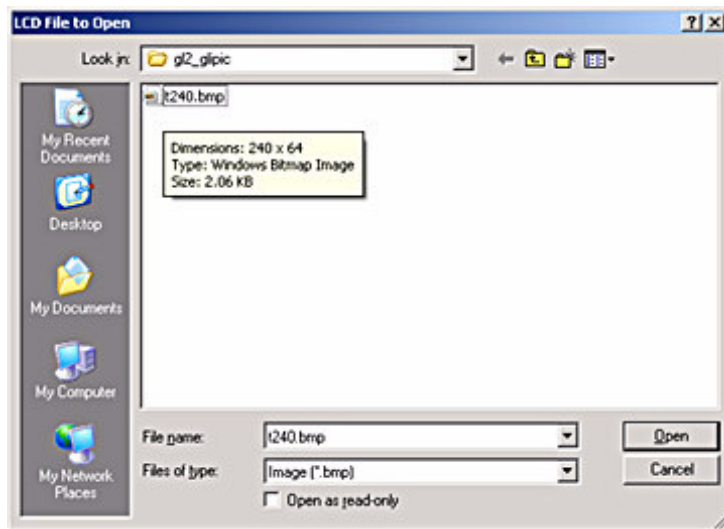 LCD File to Open
Look in: gl2_glipic
t240.bmp
Dimensions: 240 x 64
Type: Windows Bitmap Image
Size: 2.06 KB
My Recent
Documents
Desktop
My Documents
My Computer
My Network
Places
File name: t240.bmp Open
Files of type: Image (*.bmp) Cancel
Open as read-only